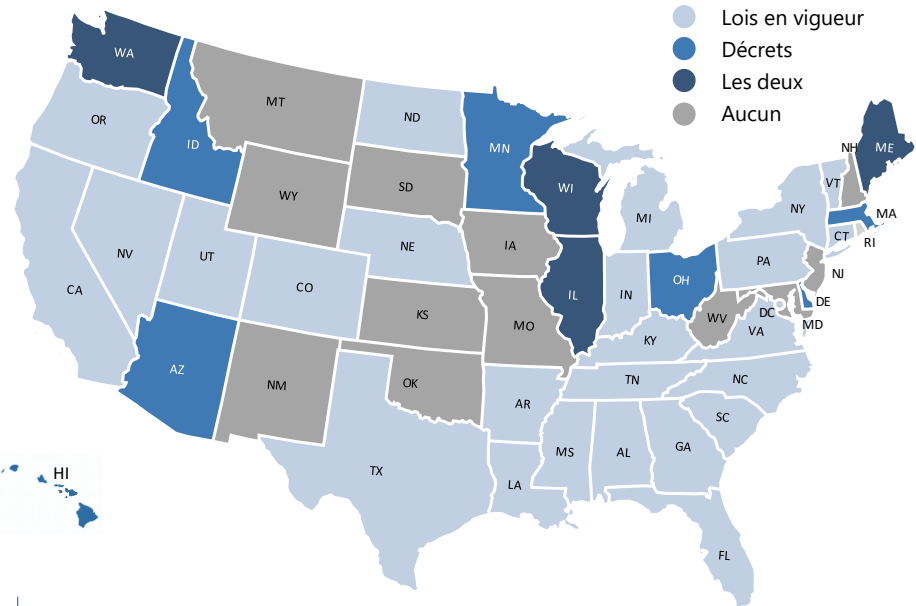 Lois en vigueur
Décrets
Les deux
Aucun
WA
MT
ND
MN
OR
ID
WY
SD
WI
MI
NH
ME
VT
NY
MA
CT
RI
NV
UT
CA
CO
NE
IA
IL
IN
OH
PA
NJ
DE
DC
MD
WV
VA
KS
MO
KY
AZ
NM
OK
AR
TN
NC
SC
MS
AL
GA
TX
LA
FL
HI